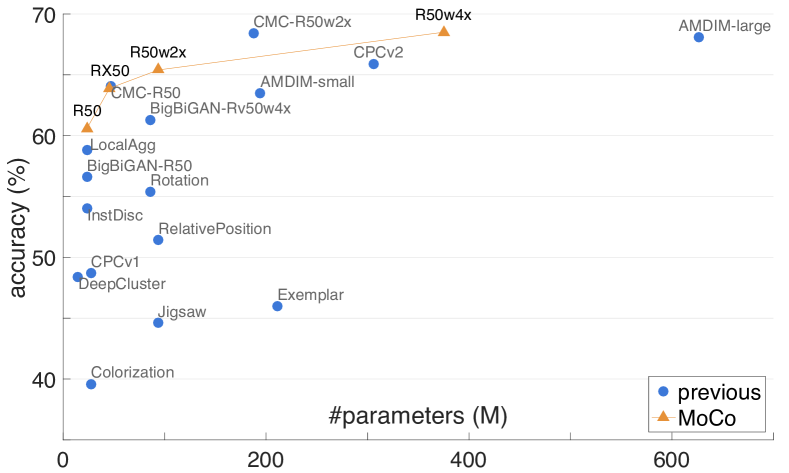 70
60
50
40
accuracy (%)
0
200
400
600
#parameters (M)
R50w4x
CMC-R50w2x
AMDIM-large
R50w2x
CPCv2
RX50
AMDIM-small
CMC-R50
R50
BigBiGAN-Rv50w4x
LocalAgg
BigBiGAN-R50
Rotation
InstDisc
RelativePosition
CPCv1
DeepCluster
Exemplar
Jigsaw
Colorization
previous
MoCo